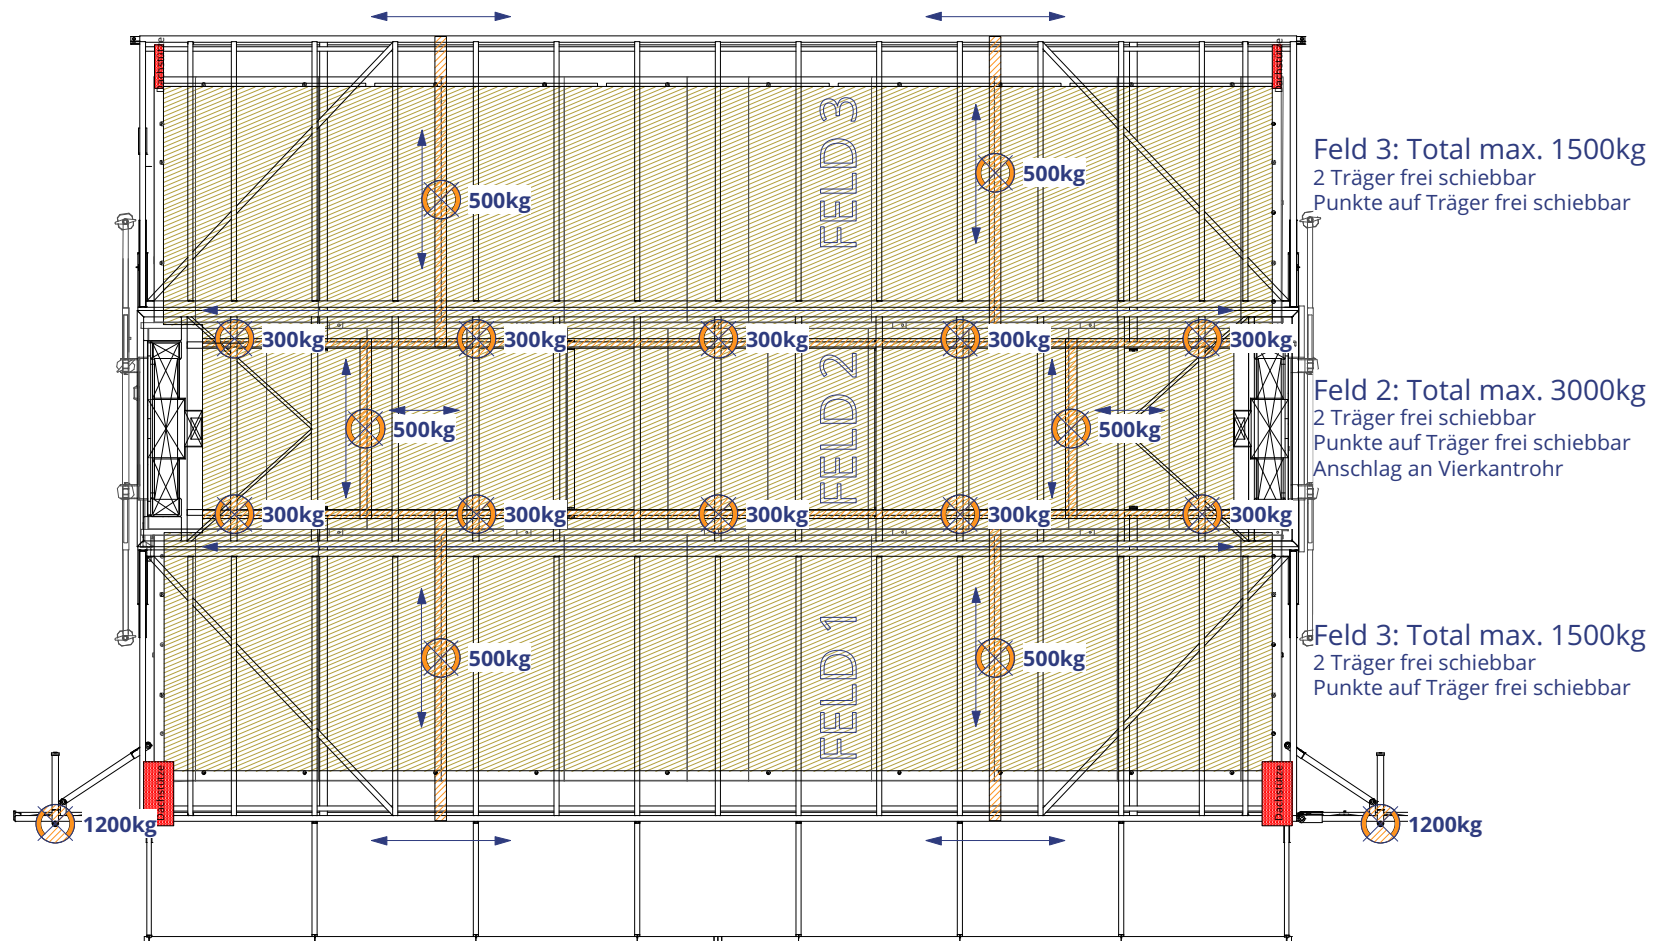 Dachstütze
Dachstütze
FELD 3
500kg
500kg
Feld 3: Total max. 1500kg
2 Träger frei schiebbar
Punkte auf Träger frei schiebbar
300kg
300kg
300kg
300kg
300kg
FELD 2
500kg
500kg
Feld 2: Total max. 3000kg
2 Träger frei schiebbar
Punkte auf Träger frei schiebbar
Anschlag an Vierkantrohr
300kg
300kg
300kg
300kg
300kg
FELD 1
500kg
500kg
Feld 3: Total max. 1500kg
2 Träger frei schiebbar
Punkte auf Träger frei schiebbar
Dachstütze
Dachstütze
1200kg
1200kg